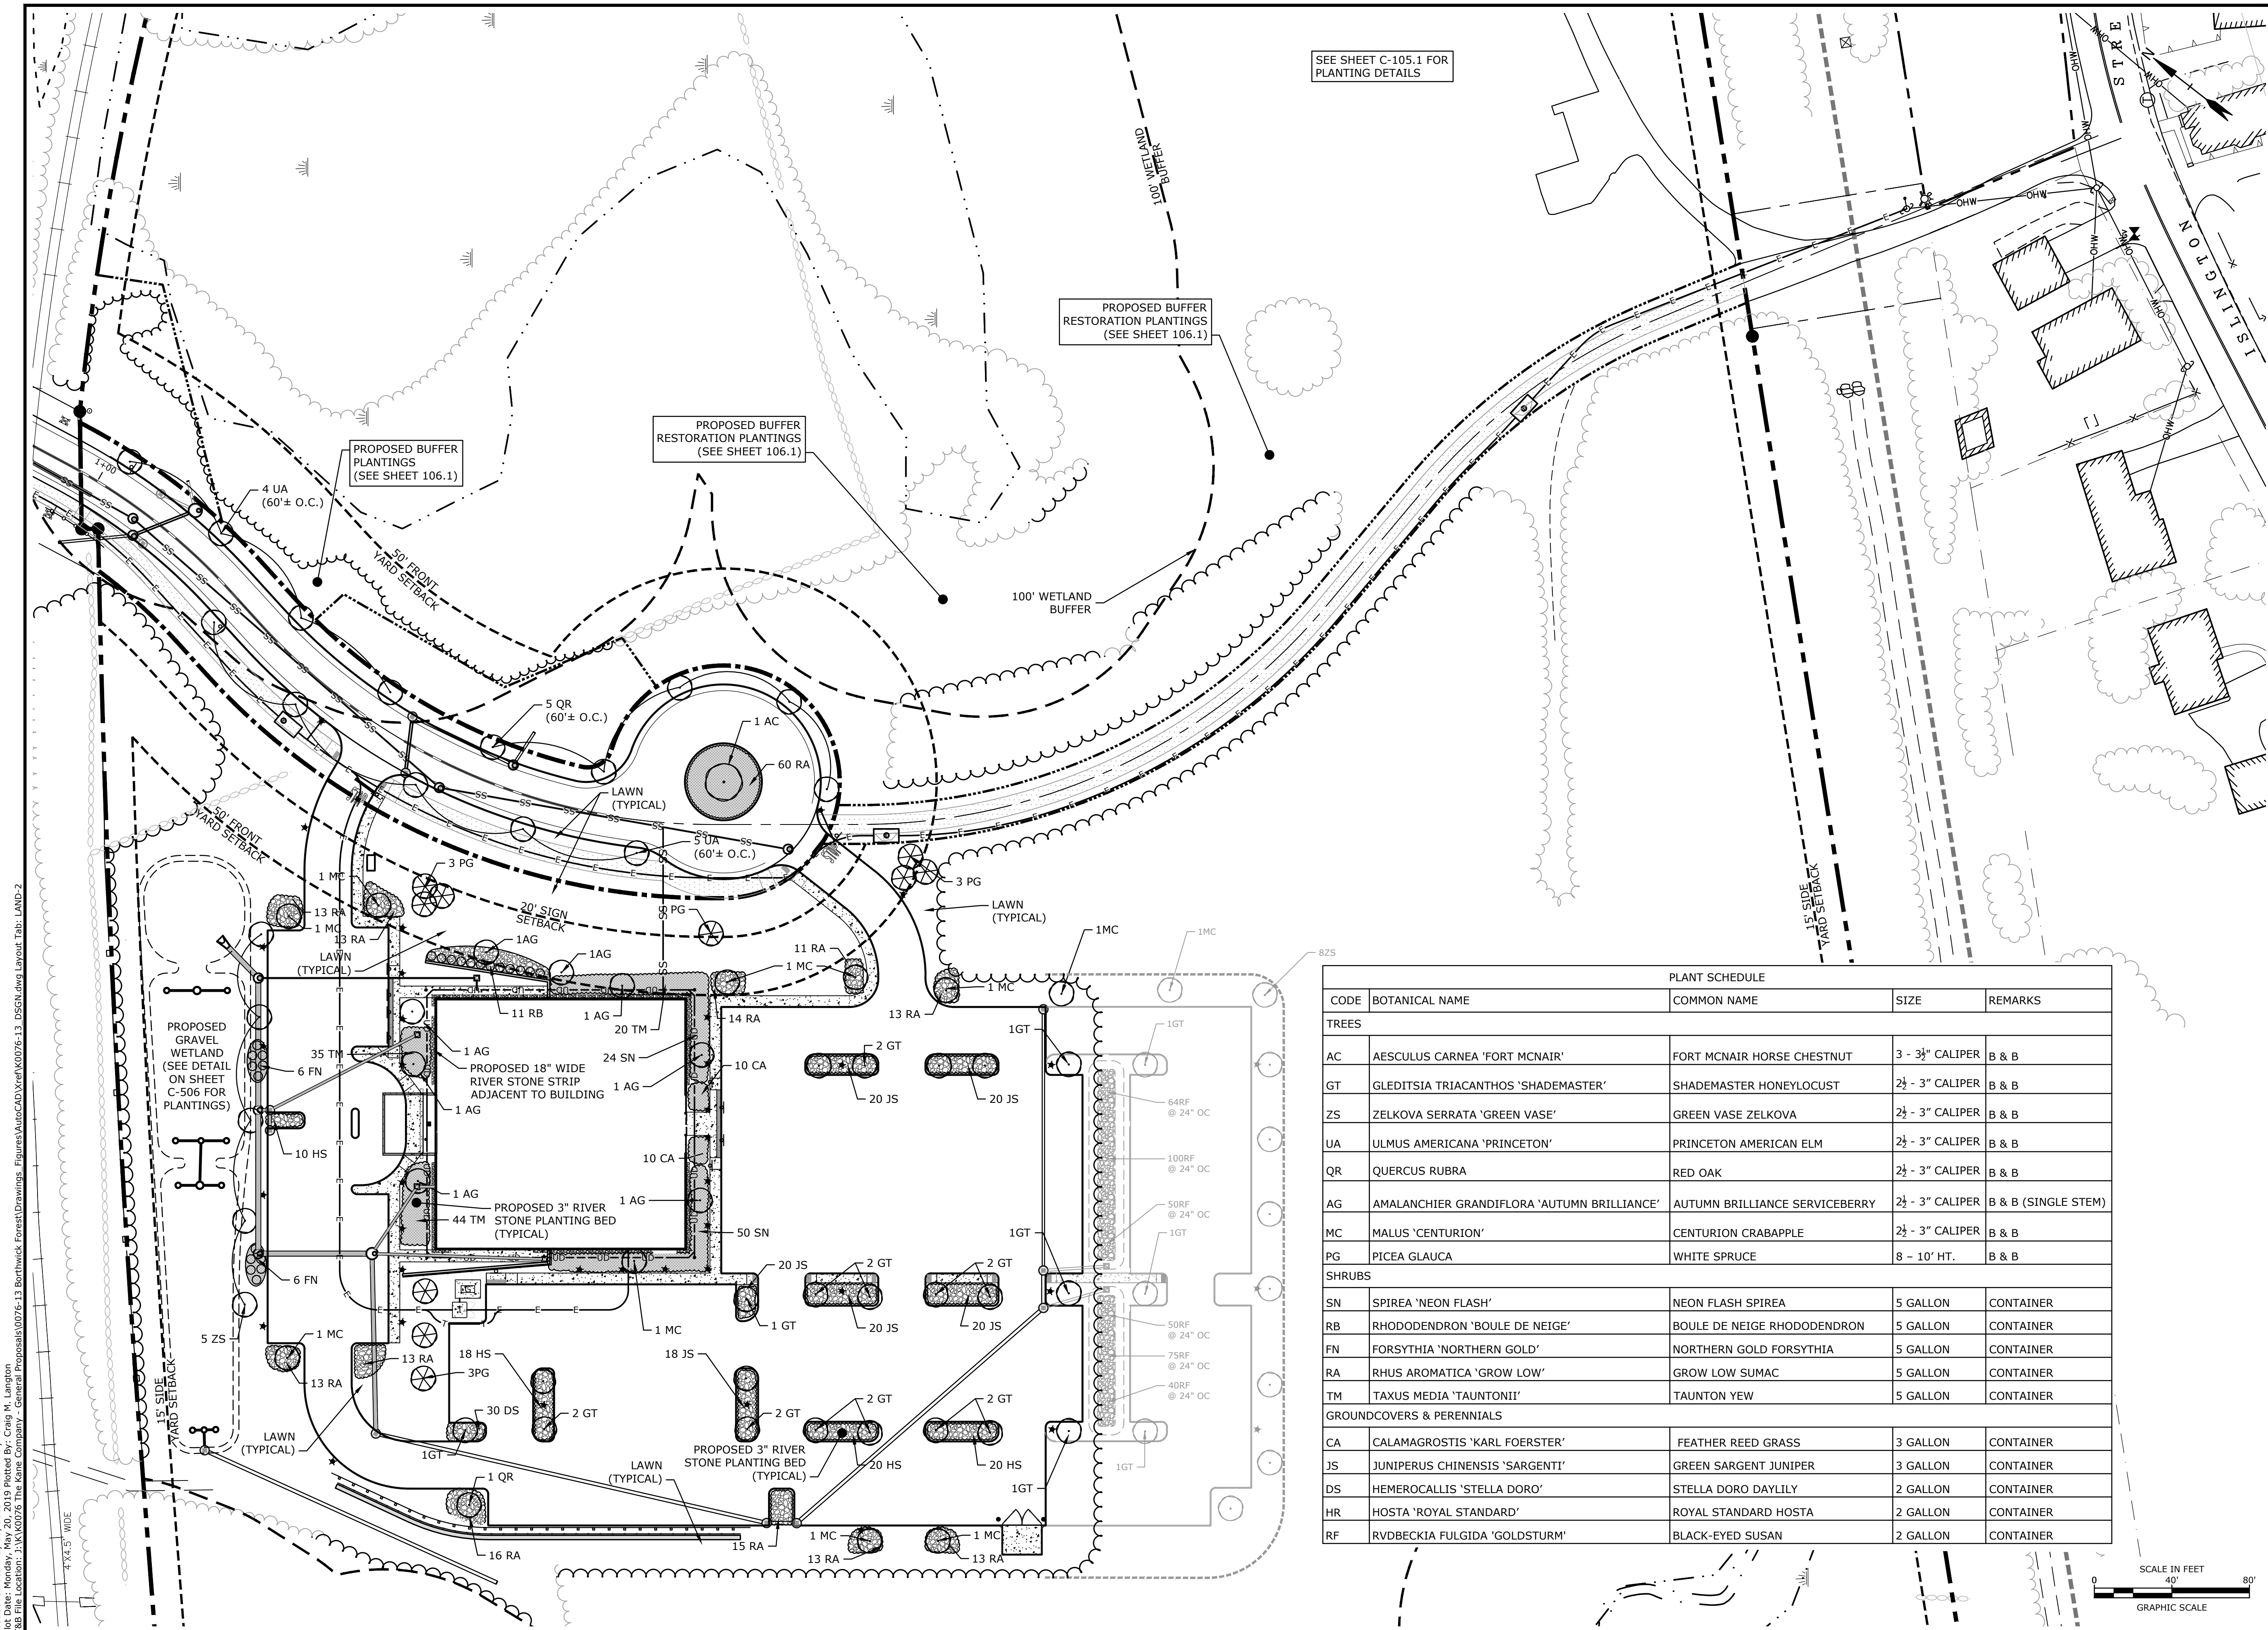 SEE SHEET C-105.1 FOR
PLANTING DETAILS
STRE
N
ISLINGTON
100' WETLAND
BUFFER
PROPOSED BUFFER
RESTORATION PLANTINGS
(SEE SHEET 106.1)
PROPOSED BUFFER
RESTORATION PLANTINGS
(SEE SHEET 106.1)
PROPOSED BUFFER
PLANTINGS
(SEE SHEET 106.1)
1+00
4 UA
(60'± O.C.)
50' FRONT
YARD SETBACK
100' WETLAND
BUFFER
5 QR
(60'± O.C.)
1 AC
60 RA
LAWN
(TYPICAL)
50' FRONT
YARD SETBACK
5 UA
(60'± O.C.)
3 PG
1 MC
3 PG
13 RA
1 MC
13 RA
20' SIGN
SETBACK
PG
LAWN
(TYPICAL)
LAWN
(TYPICAL)
1AG
1AG
11 RA
1 MC
1MC
1MC
8ZS
1 MC
11 RB
1 AG
20 TM
14 RA
13 RA
1GT
1GT
PROPOSED
GRAVEL
WETLAND
(SEE DETAIL
ON SHEET
C-506 FOR
PLANTINGS)
35 TM
6 FN
1 AG
PROPOSED 18" WIDE
RIVER STONE STRIP
ADJACENT TO BUILDING
1 AG
24 SN
1 AG
10 CA
2 GT
20 JS
20 JS
64RF
@ 24" OC
10 HS
10 CA
100RF
@ 24" OC
1 AG
PROPOSED 3" RIVER
STONE PLANTING BED
(TYPICAL)
44 TM
1 AG
50 SN
50RF
@ 24" OC
1GT
1GT
6 FN
20 JS
2 GT
2 GT
5 ZS
1 MC
13 RA
13 RA
3PG
1 MC
1 GT
20 JS
20 JS
50RF
@ 24" OC
75RF
@ 24" OC
40RF
@ 24" OC
18 HS
18 JS
15' SIDE
YARD SETBACK
LAWN
(TYPICAL)
30 DS
1GT
2 GT
2 GT
2 GT
2 GT
PROPOSED 3" RIVER
STONE PLANTING BED
(TYPICAL)
20 HS
20 HS
1GT
1GT
LAWN
(TYPICAL)
1 QR
16 RA
15 RA
1 MC
13 RA
1 MC
13 RA
4'X4.5' WIDE
15' SIDE
YARD SETBACK
PLANT SCHEDULE
CODE BOTANICAL NAME COMMON NAME SIZE REMARKS
TREES
AC AESCULUS CARNEA 'FORT MCNAIR' FORT MCNAIR HORSE CHESTNUT 3 - 3½" CALIPER B & B
GT GLEDITSIA TRIACANTHOS ‘SHADEMASTER’ SHADEMASTER HONEYLOCUST 2½ - 3” CALIPER B & B
ZS ZELKOVA SERRATA ‘GREEN VASE’ GREEN VASE ZELKOVA 2½ - 3” CALIPER B & B
UA ULMUS AMERICANA ‘PRINCETON’ PRINCETON AMERICAN ELM 2½ - 3” CALIPER B & B
QR QUERCUS RUBRA RED OAK 2½ - 3” CALIPER B & B
AG AMALANCHIER GRANDIFLORA ‘AUTUMN BRILLIANCE’ AUTUMN BRILLIANCE SERVICEBERRY 2½ - 3” CALIPER B & B (SINGLE STEM)
MC MALUS ‘CENTURION’ CENTURION CRABAPPLE 2½ - 3” CALIPER B & B
PG PICEA GLAUCA WHITE SPRUCE 8 – 10’ HT. B & B
SHRUBS
SN SPIREA ‘NEON FLASH’ NEON FLASH SPIREA 5 GALLON CONTAINER
RB RHODODENDRON ‘BOULE DE NEIGE’ BOULE DE NEIGE RHODODENDRON 5 GALLON CONTAINER
FN FORSYTHIA ‘NORTHERN GOLD’ NORTHERN GOLD FORSYTHIA 5 GALLON CONTAINER
RA RHUS AROMATICA ‘GROW LOW’ GROW LOW SUMAC 5 GALLON CONTAINER
TM TAXUS MEDIA ‘TAUNTONII’ TAUNTON YEW 5 GALLON CONTAINER
GROUNDCOVERS & PERENNIALS
CA CALAMAGROSTIS ‘KARL FOERSTER’ FEATHER REED GRASS 3 GALLON CONTAINER
JS JUNIPERUS CHINENSIS ‘SARGENTI’ GREEN SARGENT JUNIPER 3 GALLON CONTAINER
DS HEMEROCALLIS ‘STELLA DORO’ STELLA DORO DAYLILY 2 GALLON CONTAINER
HR HOSTA ‘ROYAL STANDARD’ ROYAL STANDARD HOSTA 2 GALLON CONTAINER
RF RVDBECKIA FULGIDA 'GOLDSTURM' BLACK-EYED SUSAN 2 GALLON CONTAINER
SCALE IN FEET
0 40' 80'
GRAPHIC SCALE
lot Date: Monday, May 20, 2019 Plotted By: Craig M. Langton
T&B File Location: J:\K\K0076 The Kane Company - General Proposals\0076-13 Borthwick Forest\Drawings_Figures\AutoCAD\Xref\K0076-13_DSGN.dwg Layout Tab: LAND-2